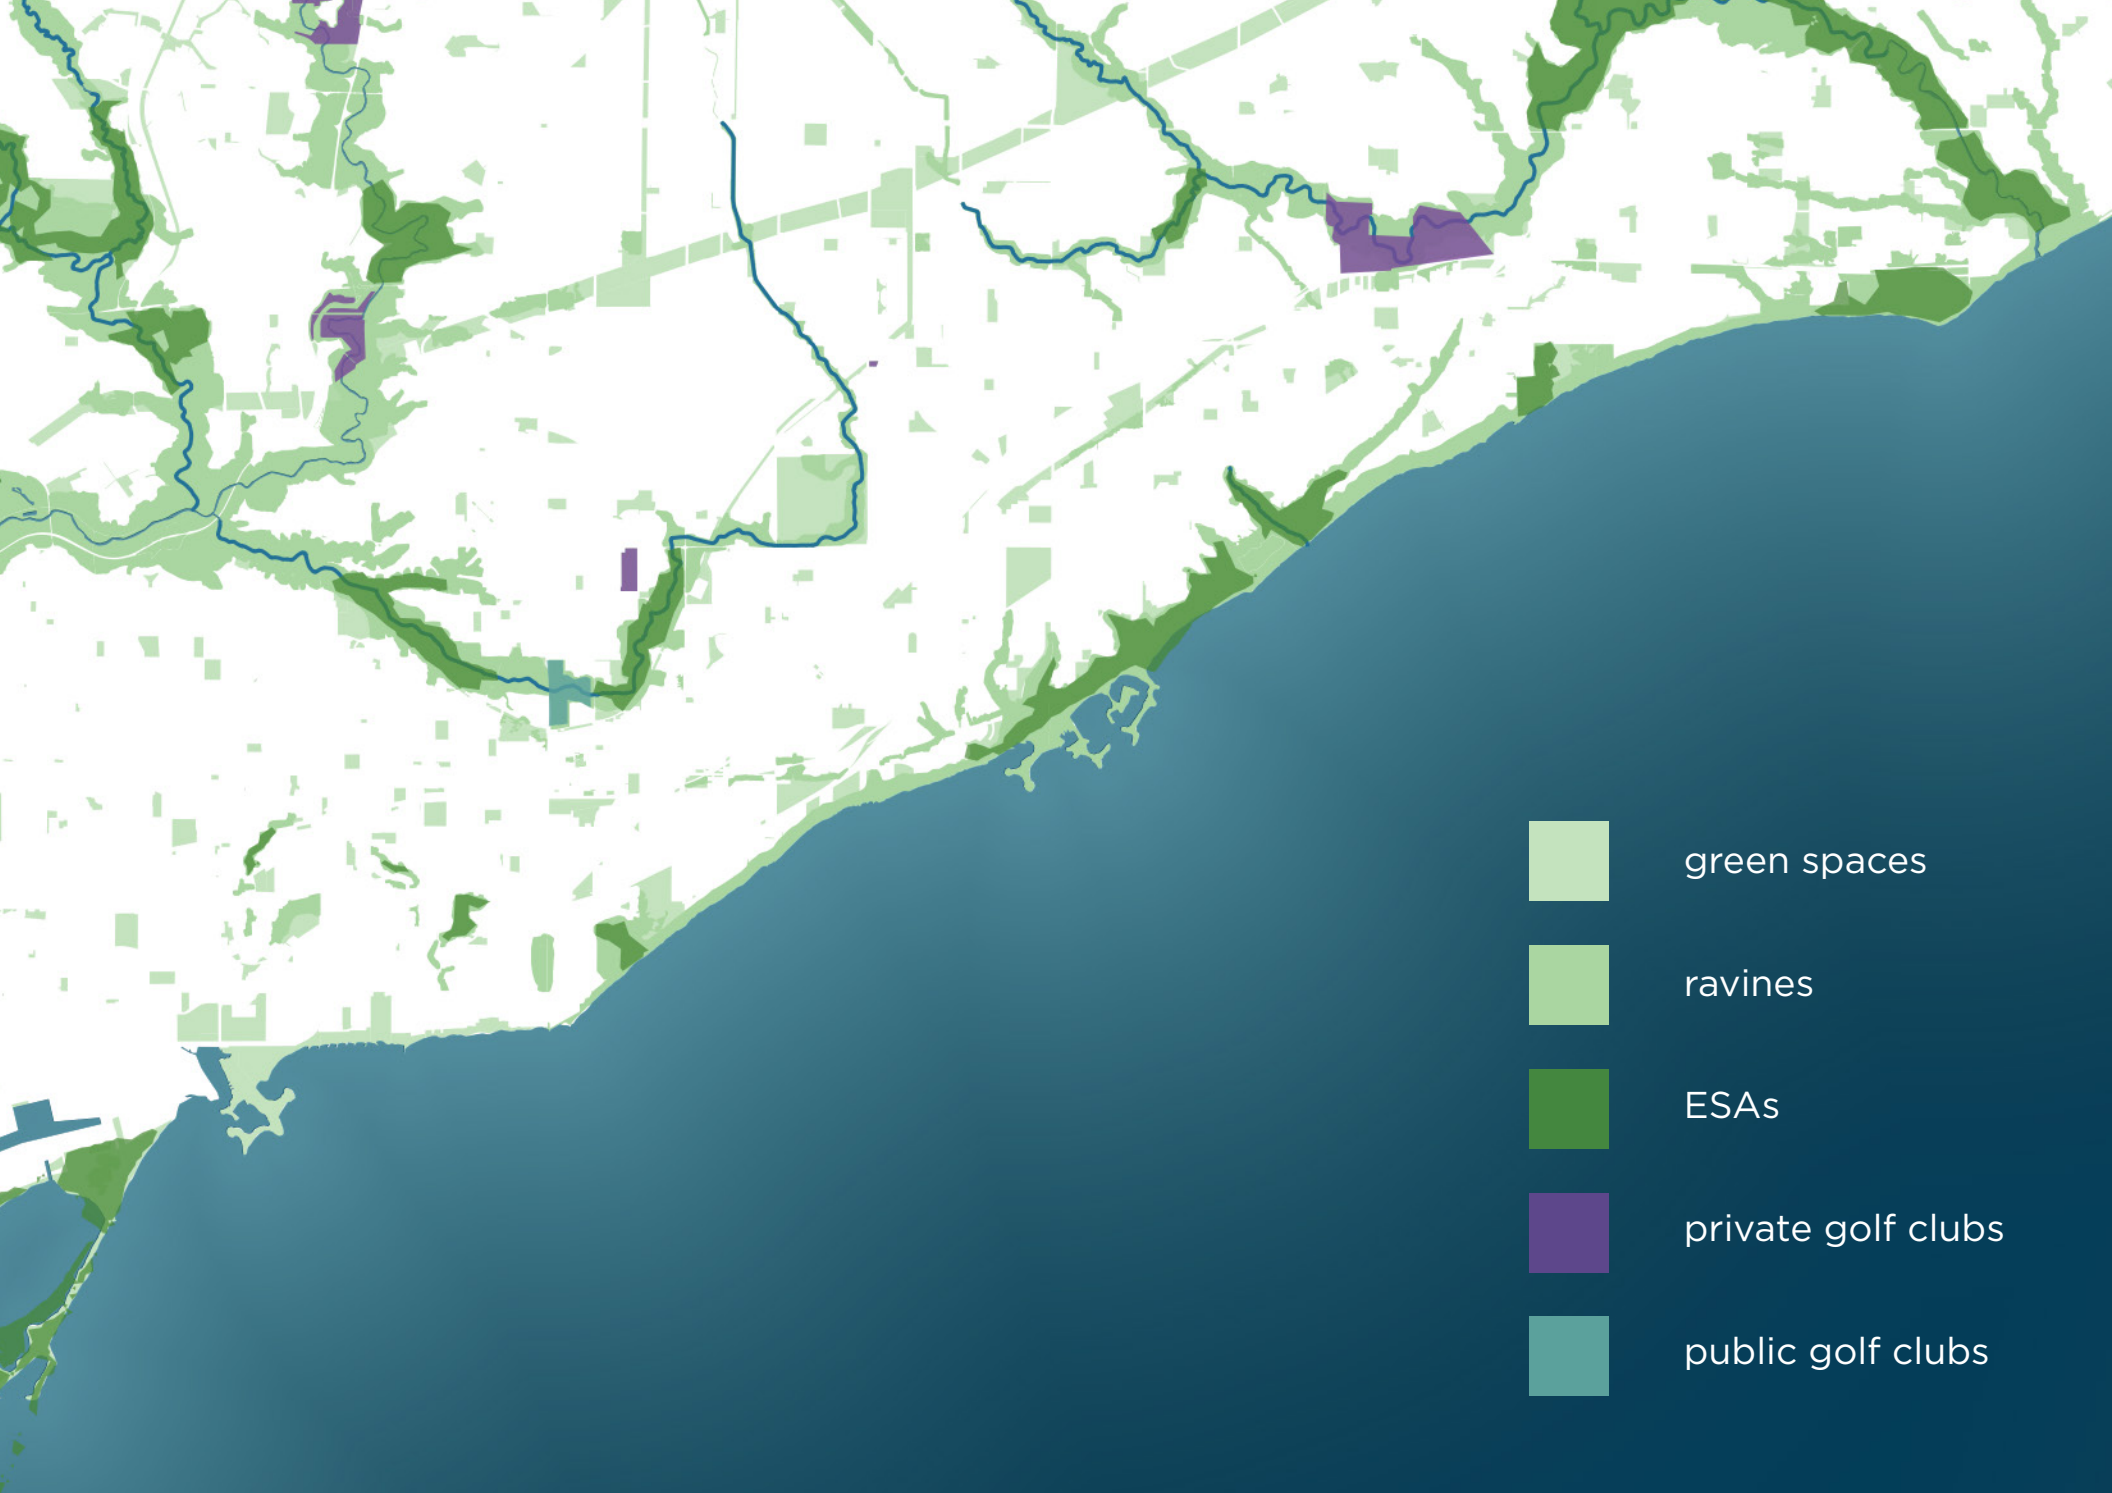 green spaces
ravines
ESAs
private golf clubs
public golf clubs